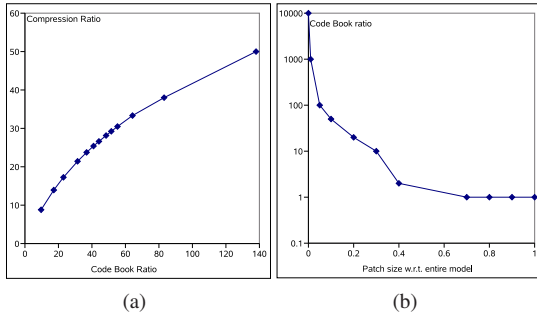 Compression Ratio
60
50
40
30
20
10
0
0 20 40 60 80 100 120 140
Code Book Ratio
(a)
Code Book ratio
10000
1000
100
10
1
0.1
0 0.2 0.4 0.6 0.8 1
Patch size w.r.t. entire model
(b)